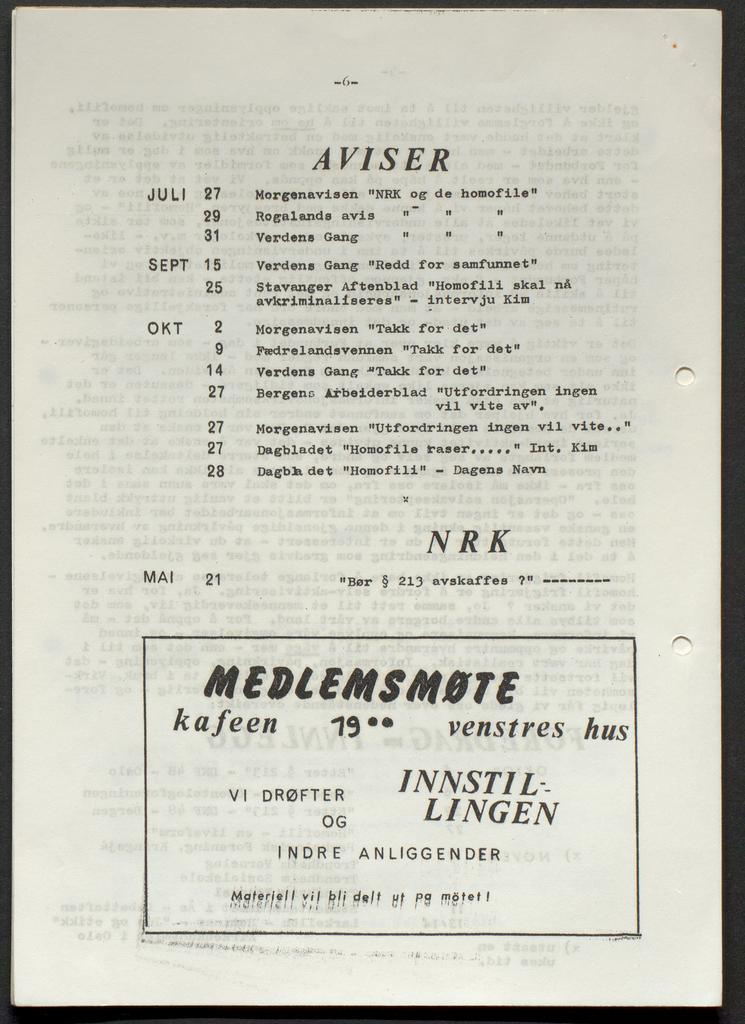 -6-
AVISER
JULI 27 Morgenavisen "NRK og de homofile"
29 Rogalands avis " " "
31 Verdens Gang " " "
SEPT 15 Verdens Gang "Redd for samfunnet"
25 Stavanger Aftenblad "Homofili skal nå
avkriminaliseres" - intervju Kim
OKT 2 Morgenavisen "Takk for det"
9 Fædrelandsvennen "Takk for det"
14 Verdens Gang "Takk for det"
27 Bergens Arbeiderblad "Utfordringen ingen
vil vite av".
27 Morgenavisen "Utfordringen ingen vil vite.."
27 Dagbladet "Homofile raser....." Int. Kim
28 Dagbladet "Homofili" - Dagens Navn
x
NRK
MAI 21 "Bør § 213 avskaffes ?" --------
MEDLEMSMØTE
kafeen 19°° venstres hus
VI DRØFTER INNSTIL-
OG LINGEN
INDRE ANLIGGENDER
Materiell vil bli delt ut pa mötet!